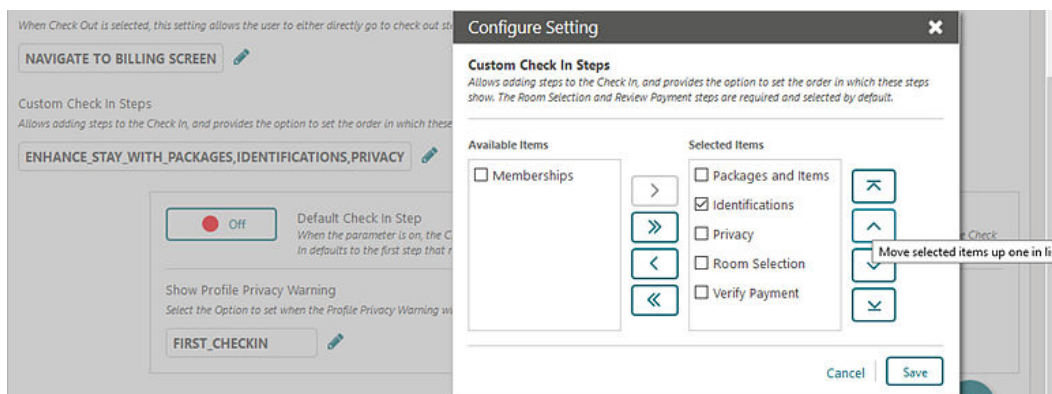 When Check Out is selected, this setting allows the user to either directly go to check out
NAVIGATE TO BILLING SCREEN
Custom Check In Steps
Allows adding steps to the Check In, and provides the option to set the order in which these
ENHANCE_STAY_WITH_PACKAGES,IDENTIFICATIONS,PRIVACY
Off
Default Check In Step
When the parameter is on, the
Check
In defaults to the first step that
Show Profile Privacy Warning
Select the Option to set when the Profile Privacy Warning
FIRST_CHECKIN
Configure Setting
Custom Check In Steps
Allows adding steps to the Check In, and provides the option to set the order in which these steps
show. The Room Selection and Review Payment steps are required and selected by default.
Available Items
Memberships
Selected Items
Packages and Items
Identifications
Privacy
Room Selection
Verify Payment
Move selected items up one in
Cancel
Save